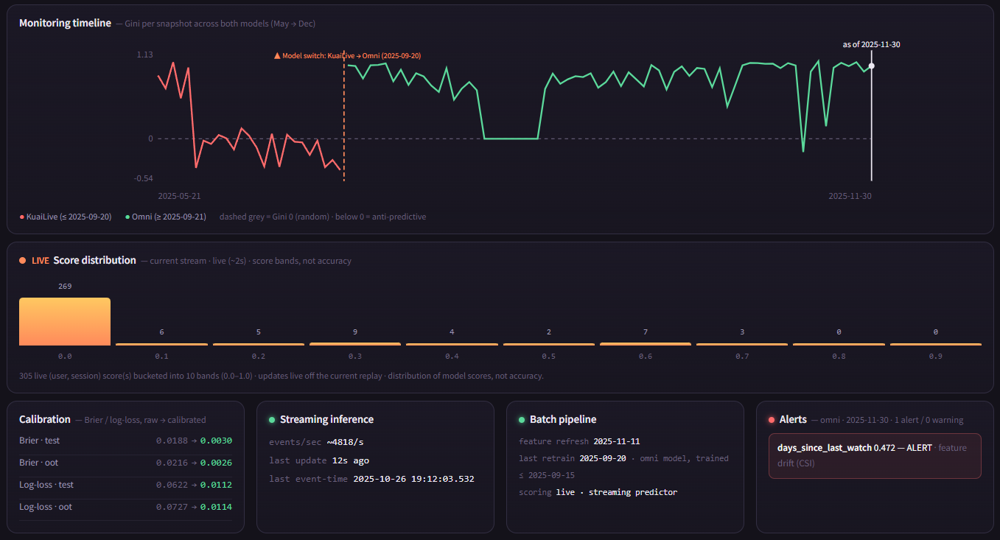 Monitoring timeline — Gini per snapshot across both models (May → Dec)
as of 2025-11-30
1.13
▲ Model switch: KuaiLive → Omni (2025-09-20)
0
-0.54
2025-05-21
2025-11-30
KuaiLive (≤ 2025-09-20)
Omni (≥ 2025-09-21)
dashed grey = Gini 0 (random) · below 0 = anti-predictive
LIVE Score distribution — current stream · live (~2s) · score bands, not accuracy
269
6
5
9
4
2
7
3
0
0
0.0
0.1
0.2
0.3
0.4
0.5
0.6
0.7
0.8
0.9
305 live (user, session) score(s) bucketed into 10 bands (0.0–1.0) · updates live off the current replay · distribution of model scores, not accuracy.
Calibration — Brier / log-loss, raw → calibrated
Brier · test 0.0188 → 0.0030
Brier · oot 0.0216 → 0.0026
Log-loss · test 0.0622 → 0.0112
Log-loss · oot 0.0727 → 0.0114
Streaming inference
events/sec ~4818/s
last update 12s ago
last event-time 2025-10-26 19:12:03.532
Batch pipeline
feature refresh 2025-11-11
last retrain 2025-09-20 · omni model, trained
≤ 2025-09-15
scoring live · streaming predictor
Alerts — omni · 2025-11-30 · 1 alert / 0 warning
days_since_last_watch 0.472 — ALERT · feature
drift (CSI)